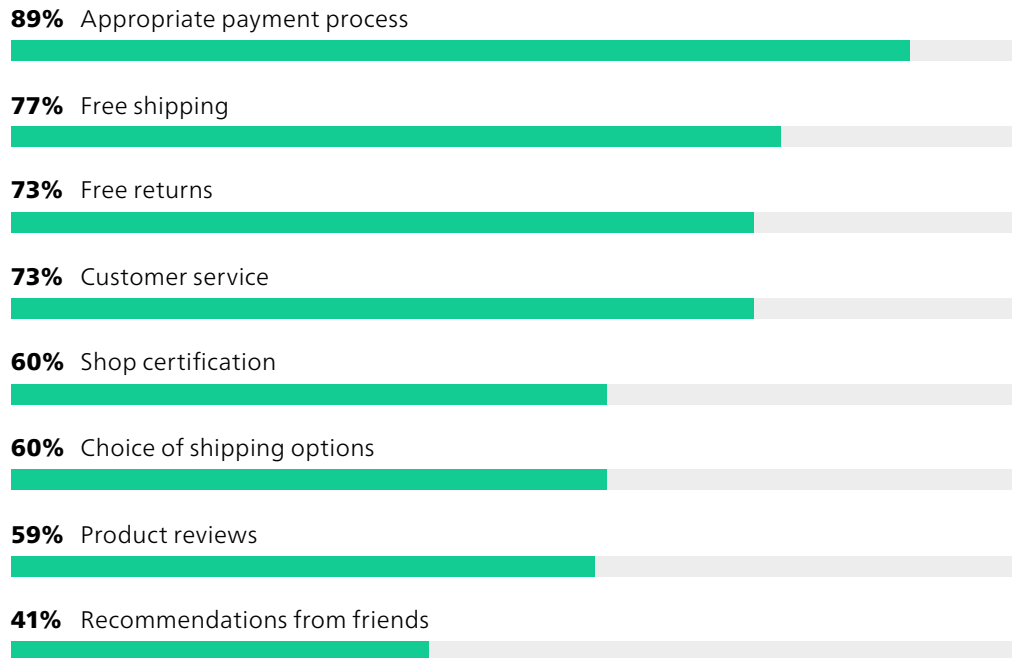 89% Appropriate payment process
77% Free shipping
73% Free returns
73% Customer service
60% Shop certification
60% Choice of shipping options
59% Product reviews
41% Recommendations from friends